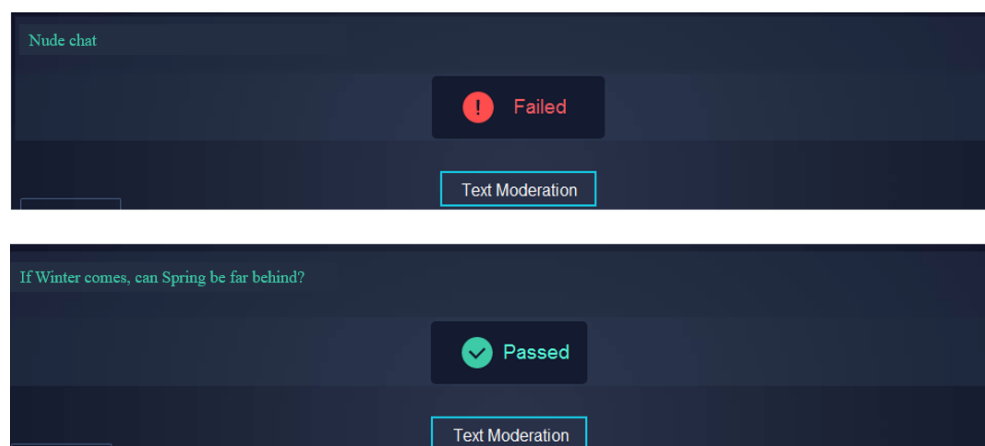 Nude chat
Failed
Text Moderation
If Winter comes, can Spring be far behind?
Passed
Text Moderation